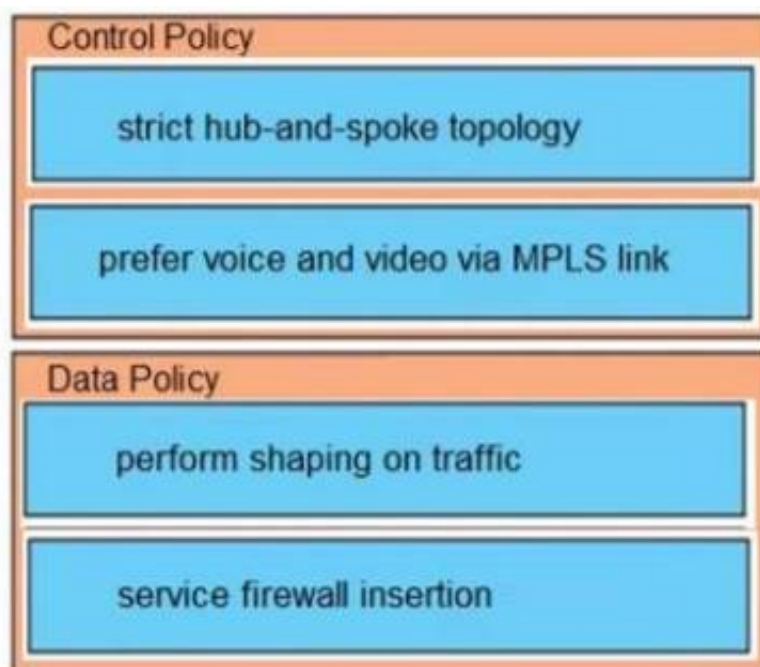 Control Policy
strict hub-and-spoke topology
prefer voice and video via MPLS link
Data Policy
perform shaping on traffic
service firewall insertion